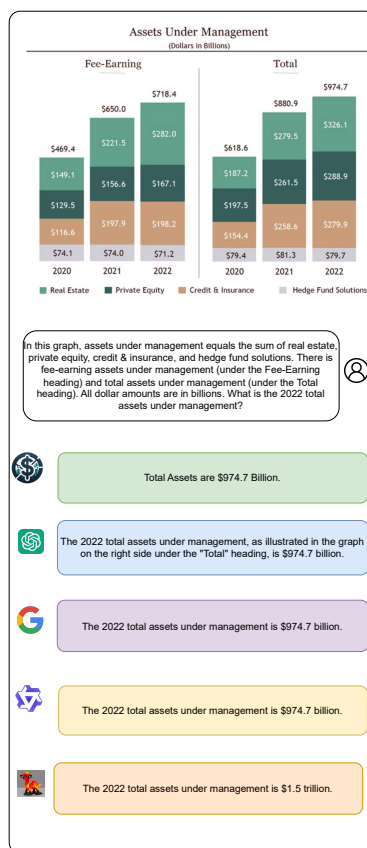 Assets Under Management
(Dollars in Billions)
Fee-Earning
Total
$469.4
$149.1
$129.5
$116.6
$74.1
2020
$650.0
$221.5
$156.6
$197.9
$74.0
2021
$718.4
$282.0
$167.1
$198.2
$71.2
2022
$618.6
$187.2
$197.5
$154.4
$79.4
2020
$880.9
$279.5
$261.5
$258.6
$81.3
2021
$974.7
$326.1
$288.9
$279.9
$79.7
2022
Real Estate
Private Equity
Credit & Insurance
Hedge Fund Solutions
In this graph, assets under management equals the sum of real estate,
private equity, credit & insurance, and hedge fund solutions. There is
fee-earning assets under management (under the Fee-Earning
heading) and total assets under management (under the Total
heading). All dollar amounts are in billions. What is the 2022 total
assets under management?
Total Assets are $974.7 Billion.
The 2022 total assets under management, as illustrated in the graph
on the right side under the "Total" heading, is $974.7 billion.
The 2022 total assets under management is $974.7 billion.
The 2022 total assets under management is $974.7 billion.
The 2022 total assets under management is $1.5 trillion.